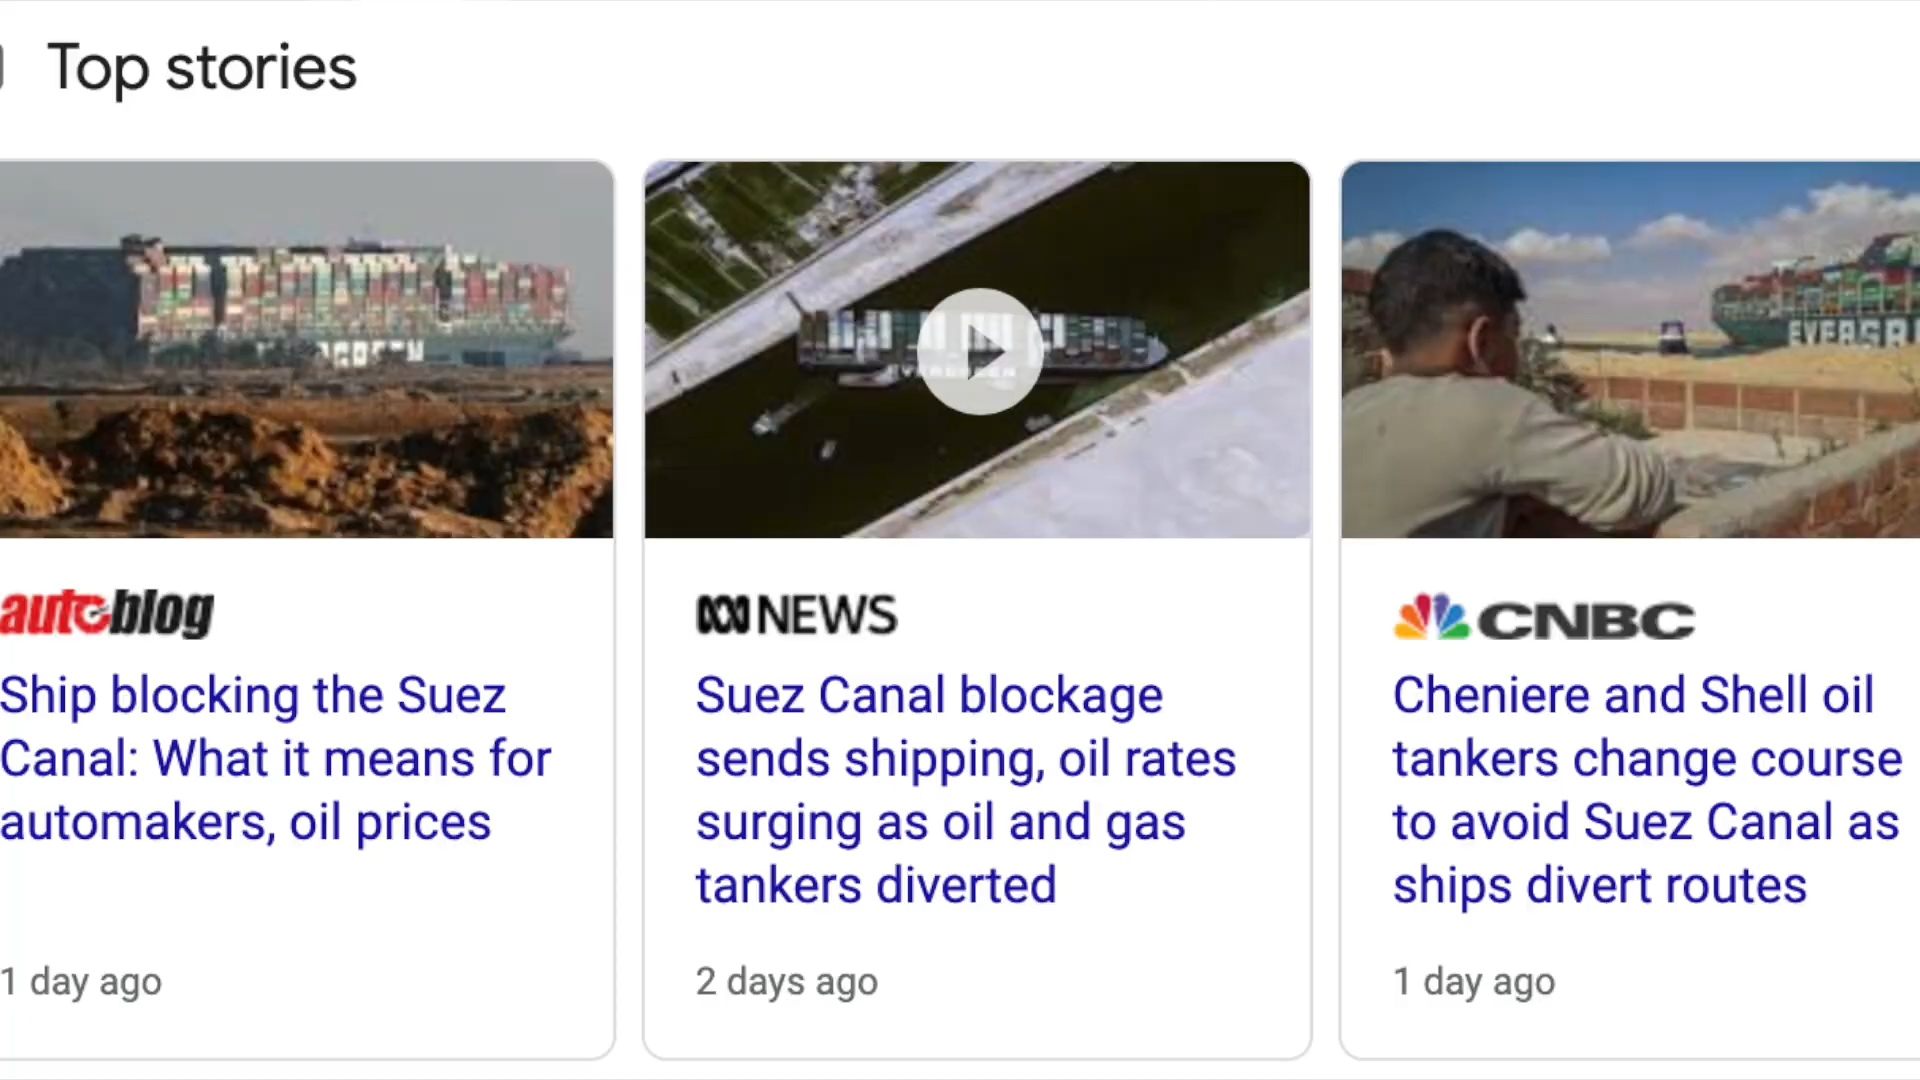 Top stories
EVERGR
autoblog
Ship blocking the Suez
Canal: What it means for
automakers, oil prices
1 day ago
NEWS
Suez Canal blockage
sends shipping, oil rates
surging as oil and gas
tankers diverted
2 days ago
CNBC
Cheniere and Shell oil
tankers change course
to avoid Suez Canal as
ships divert routes
1 day ago